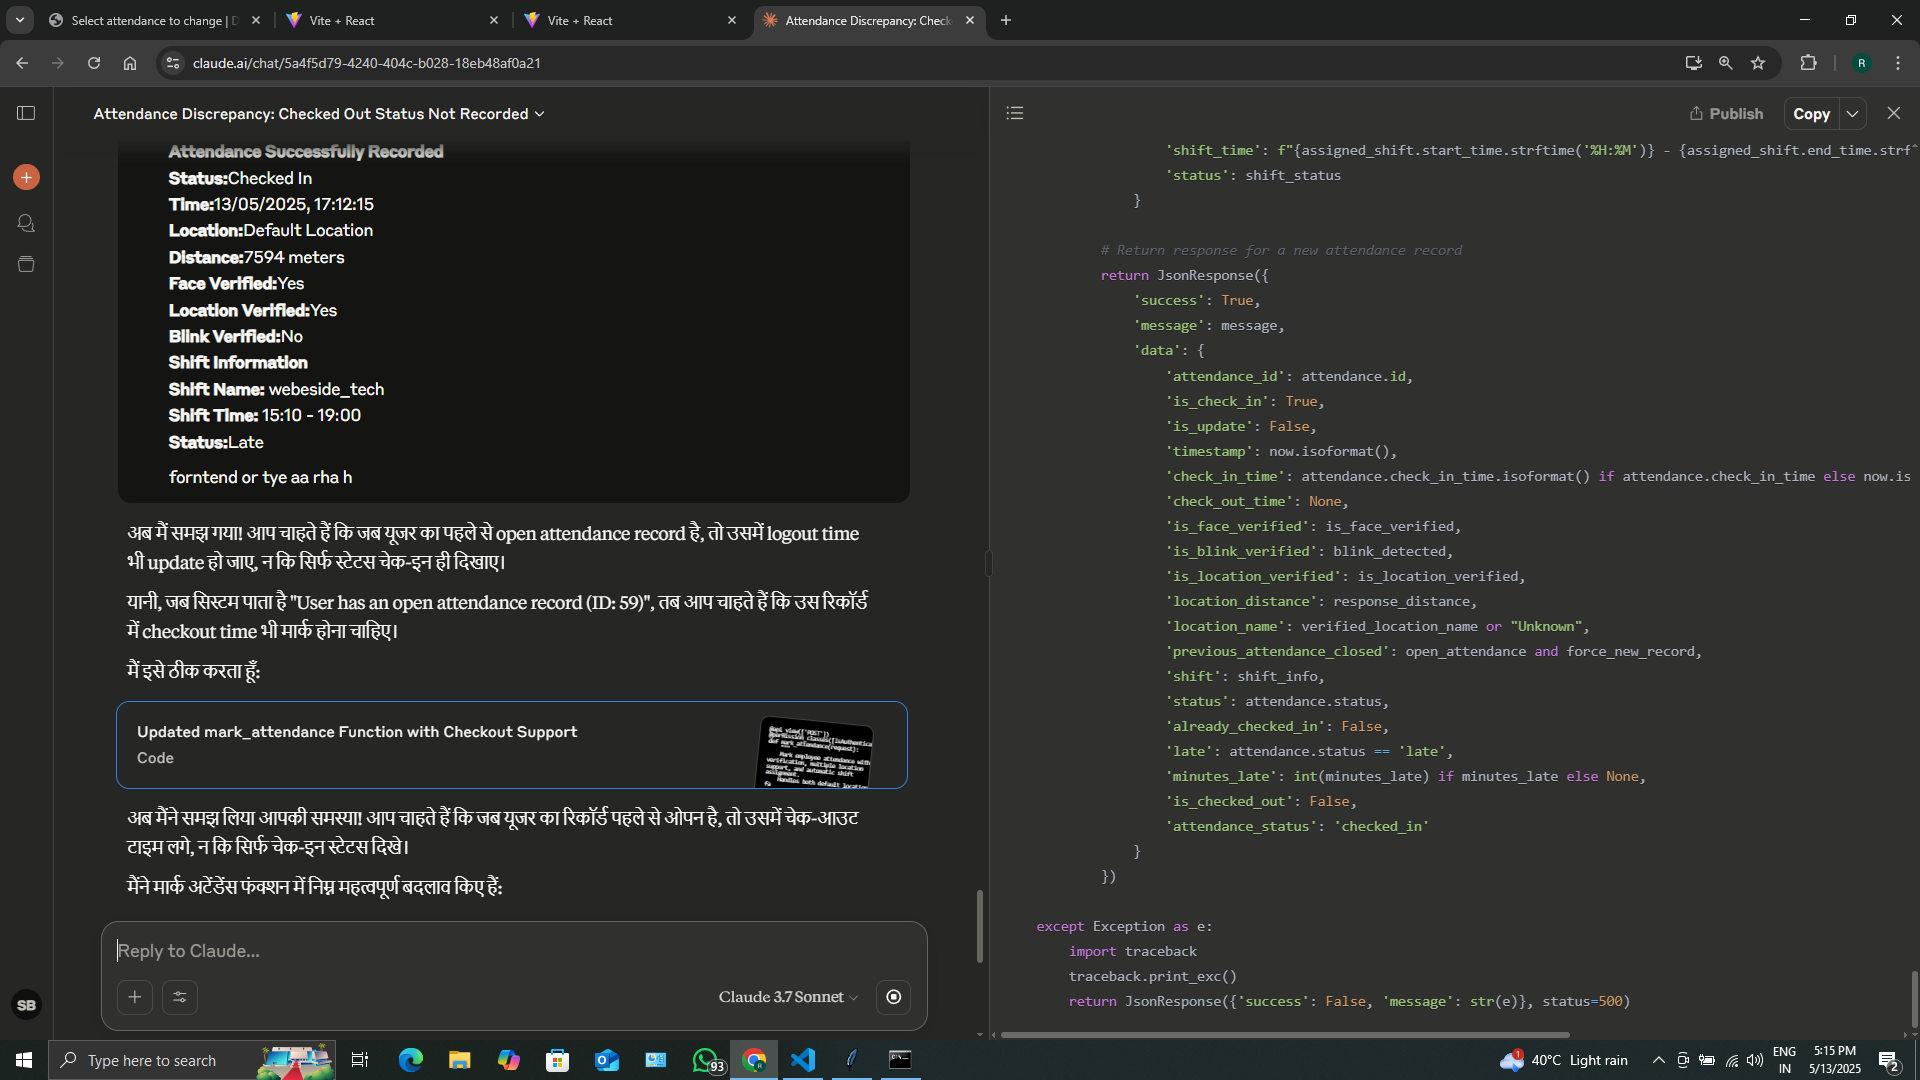 Select attendance to change | D
Vite + React
Vite + React
Attendance Discrepancy: Check
claude.ai/chat/5a4f5d79-4240-404c-b028-18eb48af0a21
R
Attendance Discrepancy: Checked Out Status Not Recorded
Attendance Successfully Recorded
Status:Checked In
Time:13/05/2025, 17:12:15
Location:Default Location
Distance:7594 meters
Face Verified:Yes
Location Verified:Yes
Blink Verified:No
Shift Information
Shift Name: webeside_tech
Shift Time: 15:10 - 19:00
Status:Late
forntend or tye aa rha h
अब मैं समझ गया! आप चाहते हैं कि जब यूजर का पहले से open attendance record है, तो उसमें logout time
भी update हो जाए, न कि सिर्फ स्टेटस चेक-इन ही दिखाए।
यानी, जब सिस्टम पाता है "User has an open attendance record (ID: 59)", तब आप चाहते हैं कि उस रिकॉर्ड
में checkout time भी मार्क होना चाहिए।
मैं इसे ठीक करता हूँ:
Updated mark_attendance Function with Checkout Support
Code
अब मैंने समझ लिया आपकी समस्या! आप चाहते हैं कि जब यूजर का रिकॉर्ड पहले से ओपन है, तो उसमें चेक-आउट
टाइम लगे, न कि सिर्फ चेक-इन स्टेटस दिखे।
मैंने मार्क अटेंडेंस फंक्शन में निम्न महत्वपूर्ण बदलाव किए हैं:
Reply to Claude...
Claude 3.7 Sonnet
SB
Publish
Copy
'shift_time': f"{assigned_shift.start_time.strftime('%H:%M')} - {assigned_shift.end_time.strf
'status': shift_status
}
# Return response for a new attendance record
return JsonResponse({
'success': True,
'message': message,
'data': {
'attendance_id': attendance.id,
'is_check_in': True,
'is_update': False,
'timestamp': now.isoformat(),
'check_in_time': attendance.check_in_time.isoformat() if attendance.check_in_time else now.is
'check_out_time': None,
'is_face_verified': is_face_verified,
'is_blink_verified': blink_detected,
'is_location_verified': is_location_verified,
'location_distance': response_distance,
'location_name': verified_location_name or "Unknown",
'previous_attendance_closed': open_attendance and force_new_record,
'shift': shift_info,
'status': attendance.status,
'already_checked_in': False,
'late': attendance.status == 'late',
'minutes_late': int(minutes_late) if minutes_late else None,
'is_checked_out': False,
'attendance_status': 'checked_in'
}
})
except Exception as e:
import traceback
traceback.print_exc()
return JsonResponse({'success': False, 'message': str(e)}, status=500)
Type here to search
93
1
40°C Light rain
ENG
IN
5:15 PM
5/13/2025
2